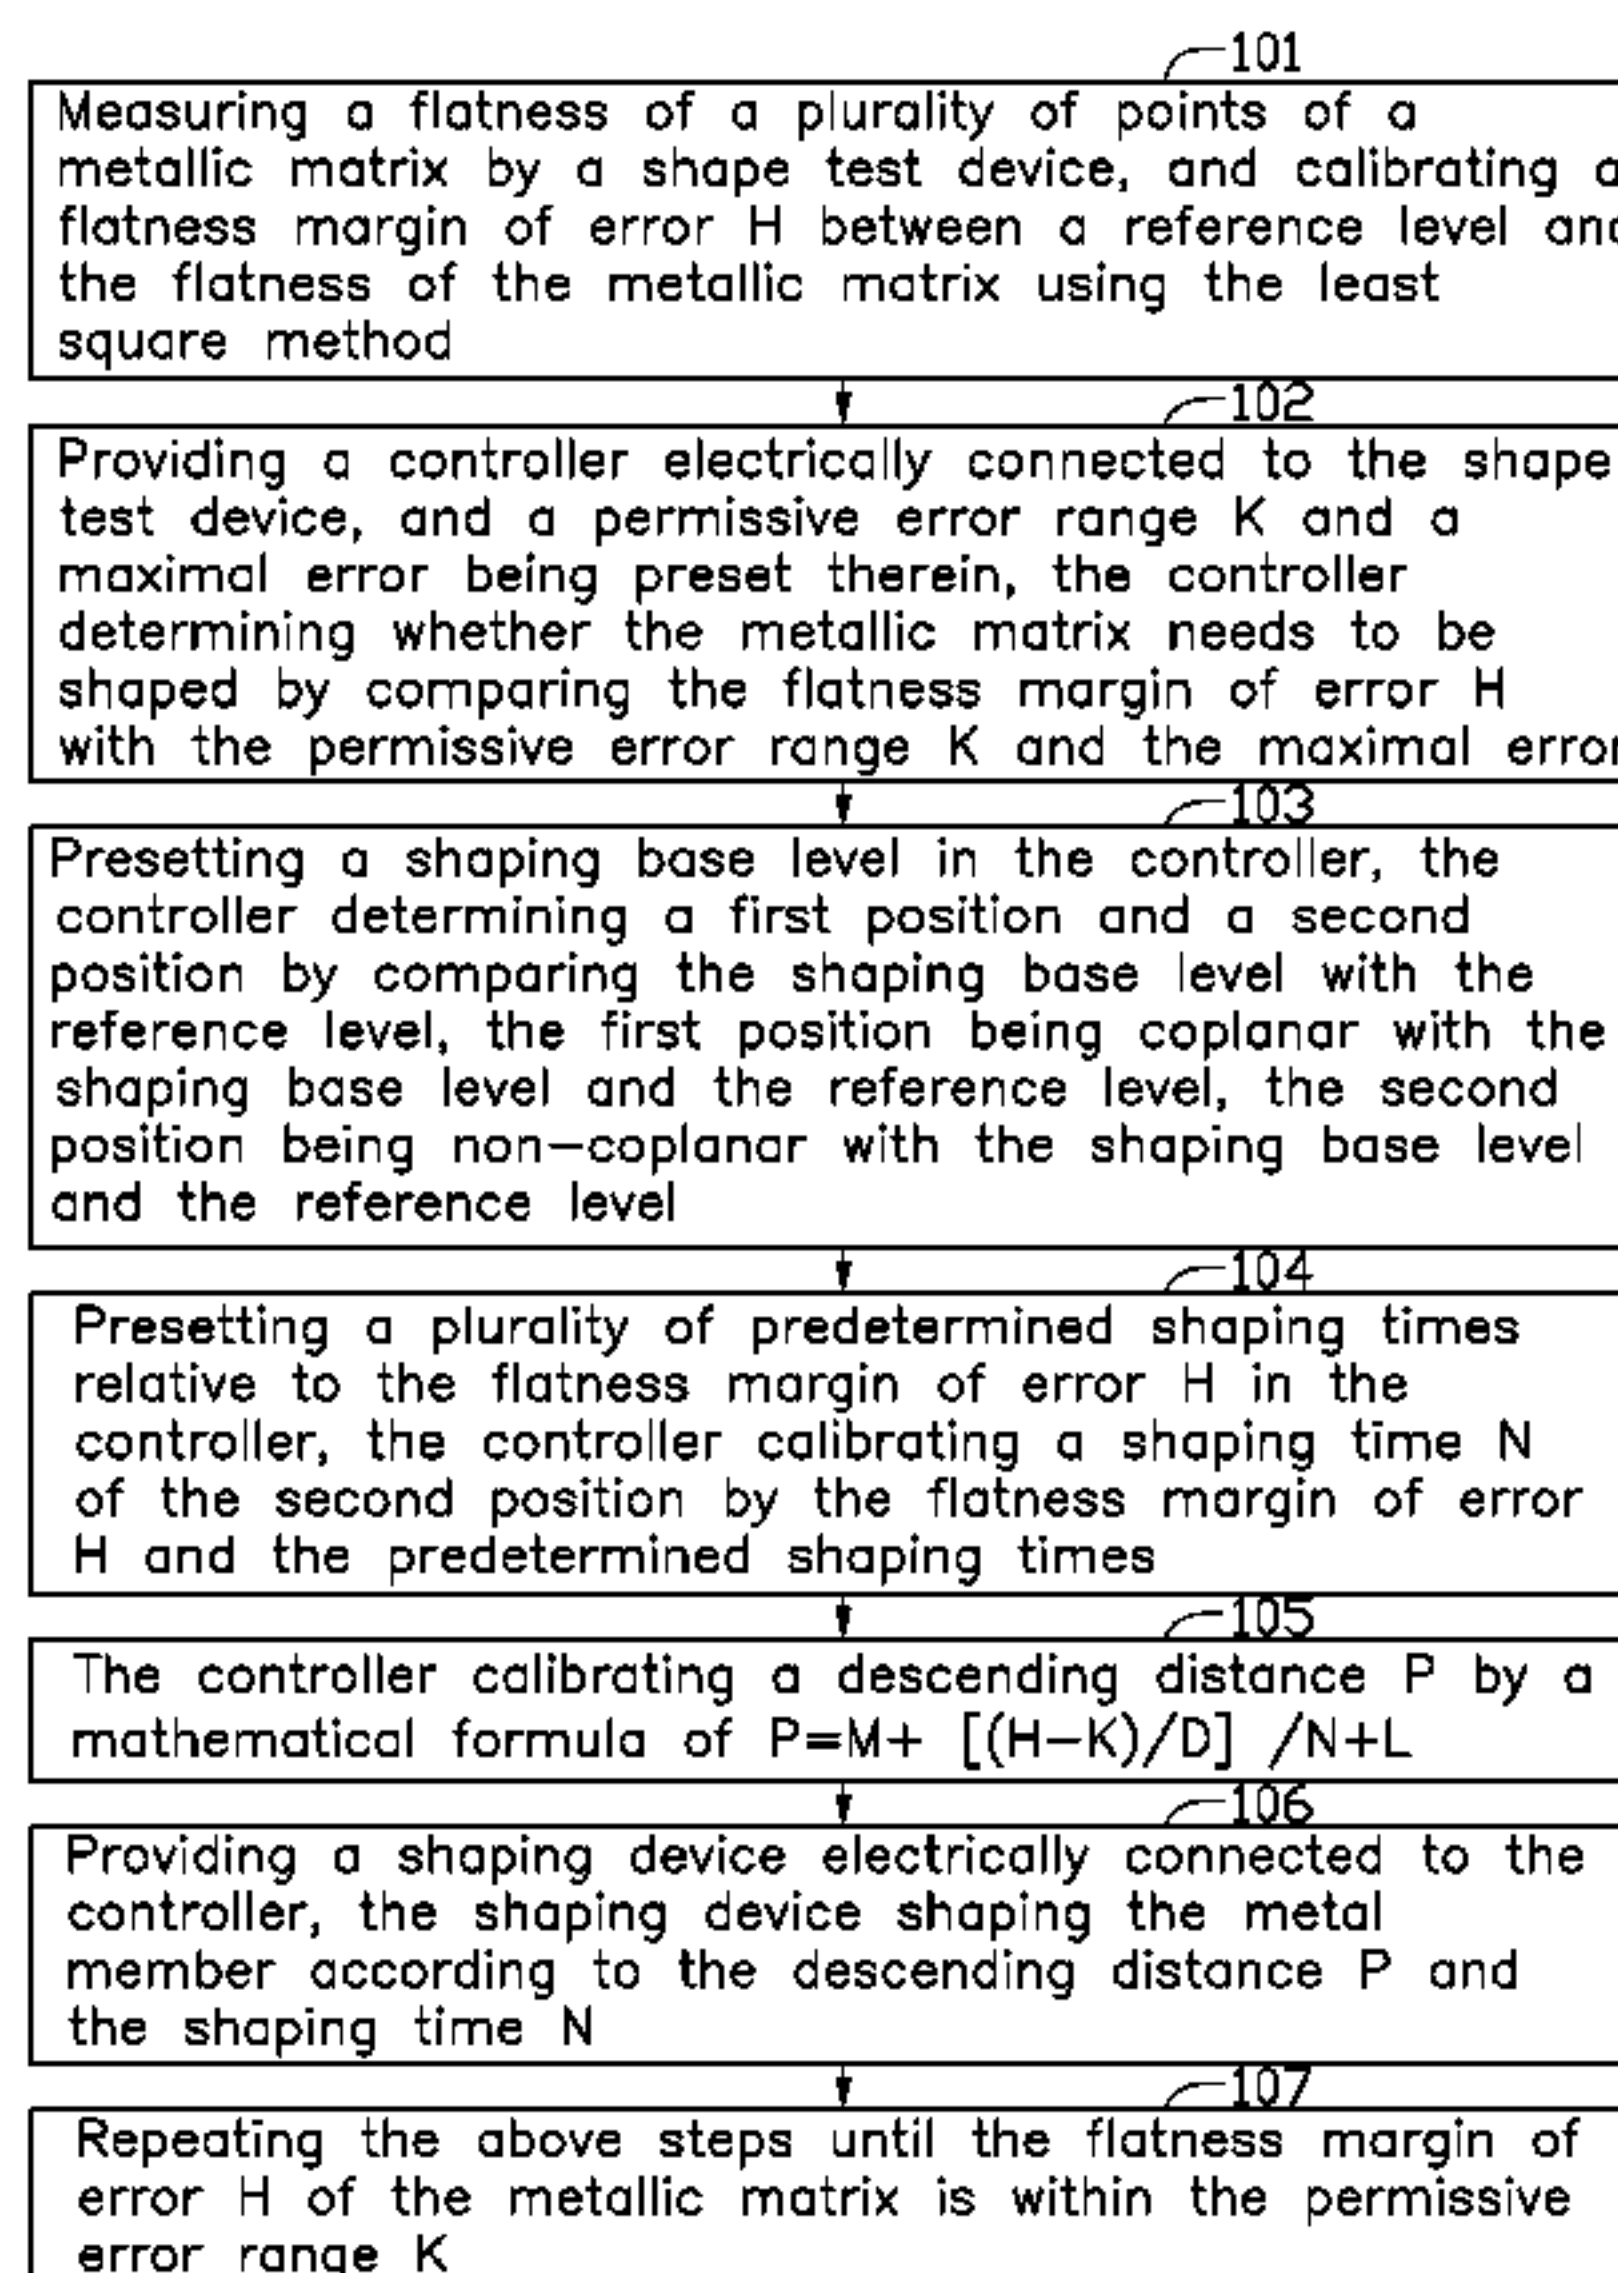 101
Measuring a flatness of a plurality of points of a
metallic matrix by a shape test device, and calibrating a
flatness margin of error H between a reference level and
the flatness of the metallic matrix using the least
square method
102
Providing a controller electrically connected to the shape
test device, and a permissive error range K and a
maximal error being preset therein, the controller
determining whether the metallic matrix needs to be
shaped by comparing the flatness margin of error H
with the permissive error range K and the maximal error
103
Presetting a shaping base level in the controller, the
controller determining a first position and a second
position by comparing the shaping base level with the
reference level, the first position being coplanar with the
shaping base level and the reference level, the second
position being non-coplanar with the shaping base level
and the reference level
104
Presetting a plurality of predetermined shaping times
relative to the flatness margin of error H in the
controller, the controller calibrating a shaping time N
of the second position by the flatness margin of error
H and the predetermined shaping times
105
The controller calibrating a descending distance P by a
mathematical formula of P=M+ [(H-K)/D] /N+L
106
Providing a shaping device electrically connected to the
controller, the shaping device shaping the metal
member according to the descending distance P and
the shaping time N
107
Repeating the above steps until the flatness margin of
error H of the metallic matrix is within the permissive
error range K